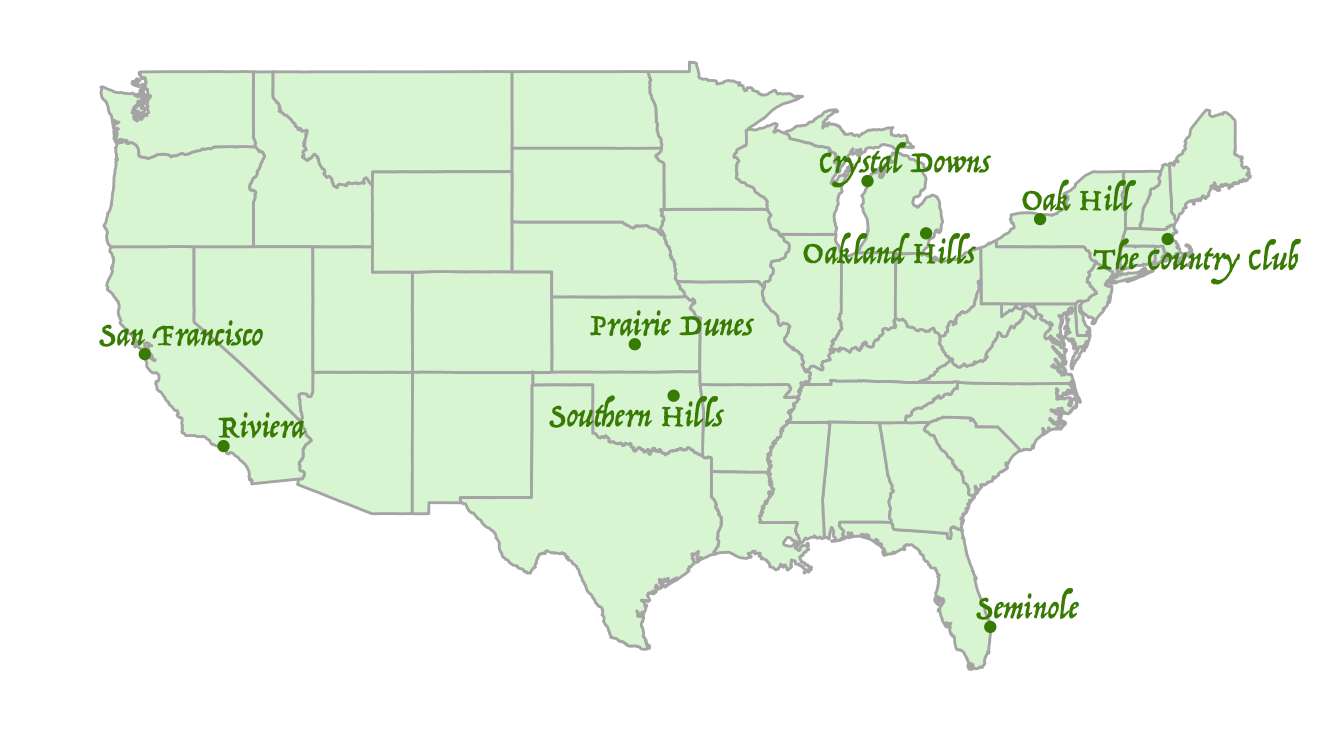 Crystal Downs
Oak Hill
Oakland Hills
The Country Club
San Francisco
Prairie Dunes
Southern Hills
Riviera
Seminole